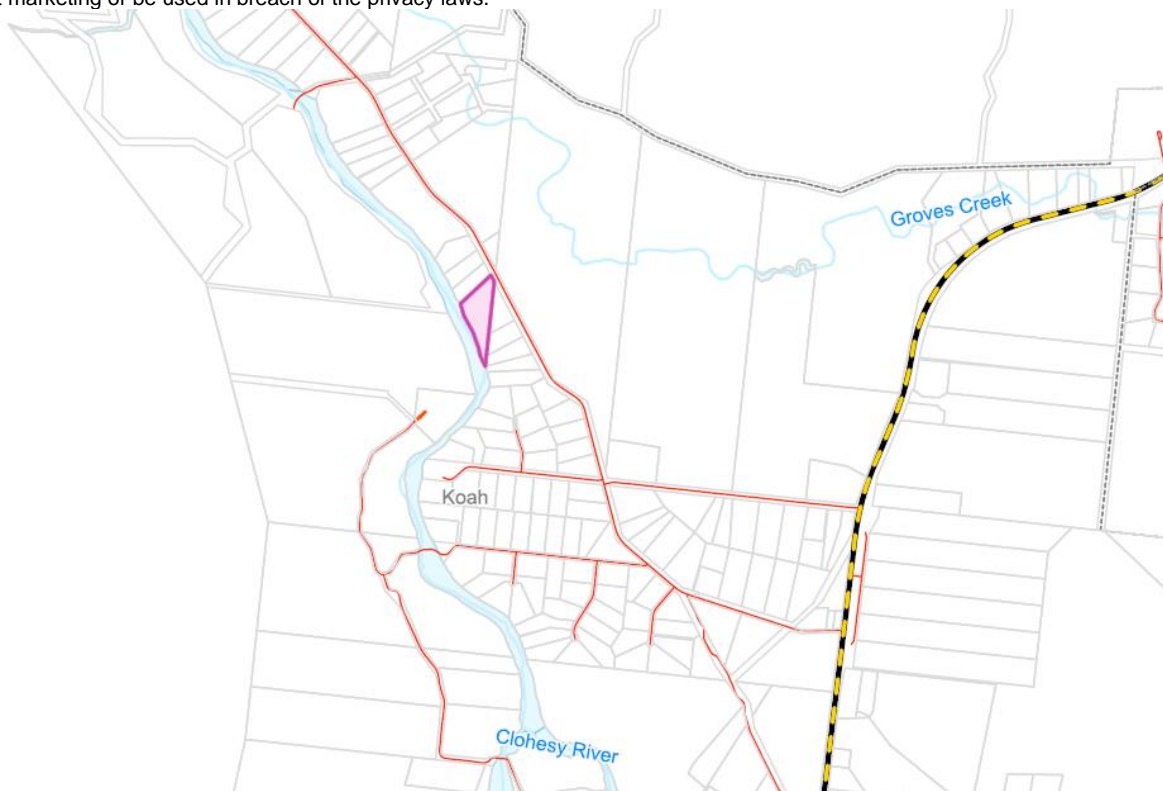 marketing or be used in breach of the privacy laws.
Groves Creek
Koah
Clohesy River